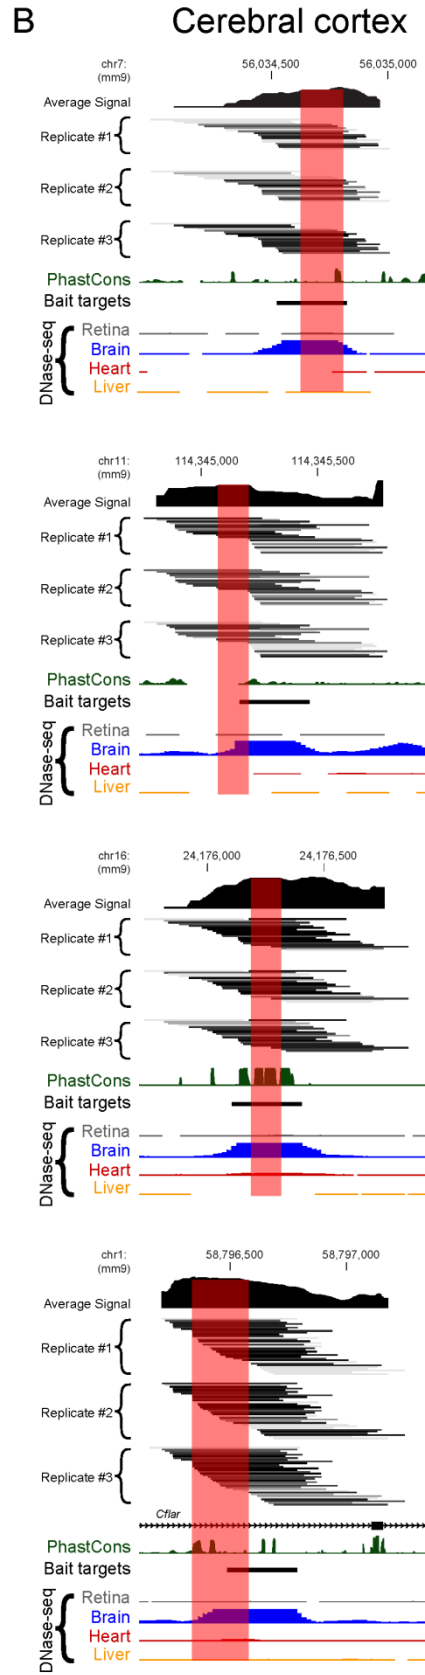 B Cerebral cortex
chr7: 56,034,500 56,035,000
(mm9)
Average Signal
Replicate #1
Replicate #2
Replicate #3
PhastCons
Bait targets
DNase-seq
Retina
Brain
Heart
Liver
chr11: 114,345,000 114,345,500
(mm9)
Average Signal
Replicate #1
Replicate #2
Replicate #3
PhastCons
Bait targets
DNase-seq
Retina
Brain
Heart
Liver
chr16: 24,176,000 24,176,500
(mm9)
Average Signal
Replicate #1
Replicate #2
Replicate #3
PhastCons
Bait targets
DNase-seq
Retina
Brain
Heart
Liver
chr1: 58,796,500 58,797,000
(mm9)
Average Signal
Replicate #1
Replicate #2
Replicate #3
Cflar
PhastCons
Bait targets
DNase-seq
Retina
Brain
Heart
Liver